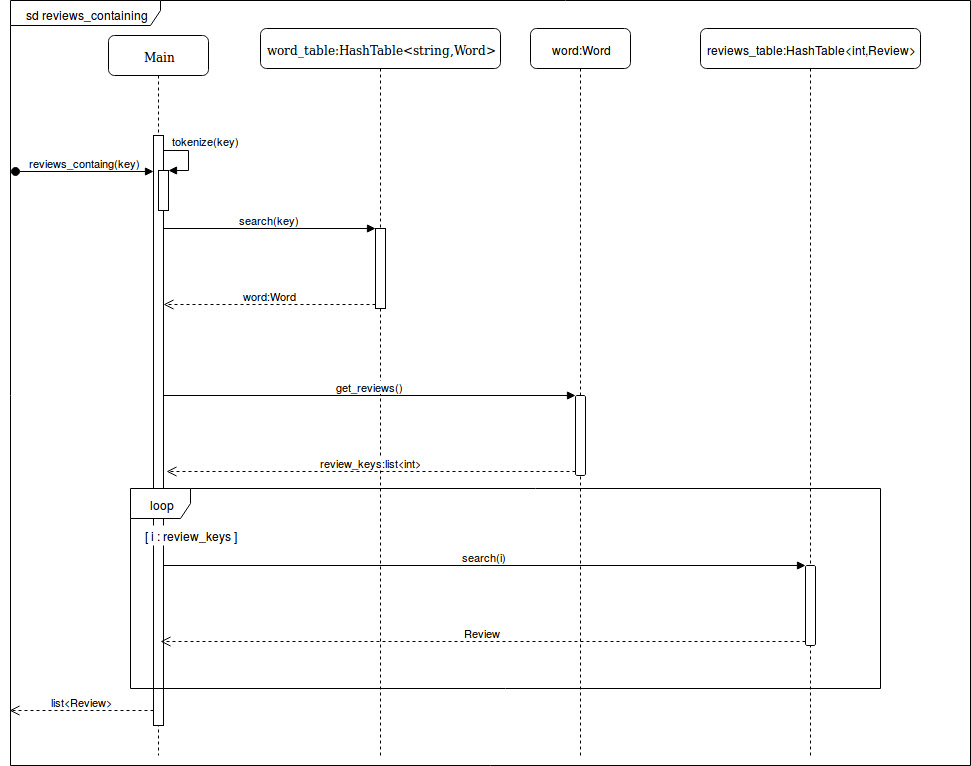 sd reviews_containing
Main
word_table:HashTable<string,Word>
word:Word
reviews_table:HashTable<int,Review>
tokenize(key)
reviews_containg(key)
search(key)
word:Word
get_reviews()
review_keys:list<int>
loop
[ i : review_keys ]
search(i)
Review
list<Review>